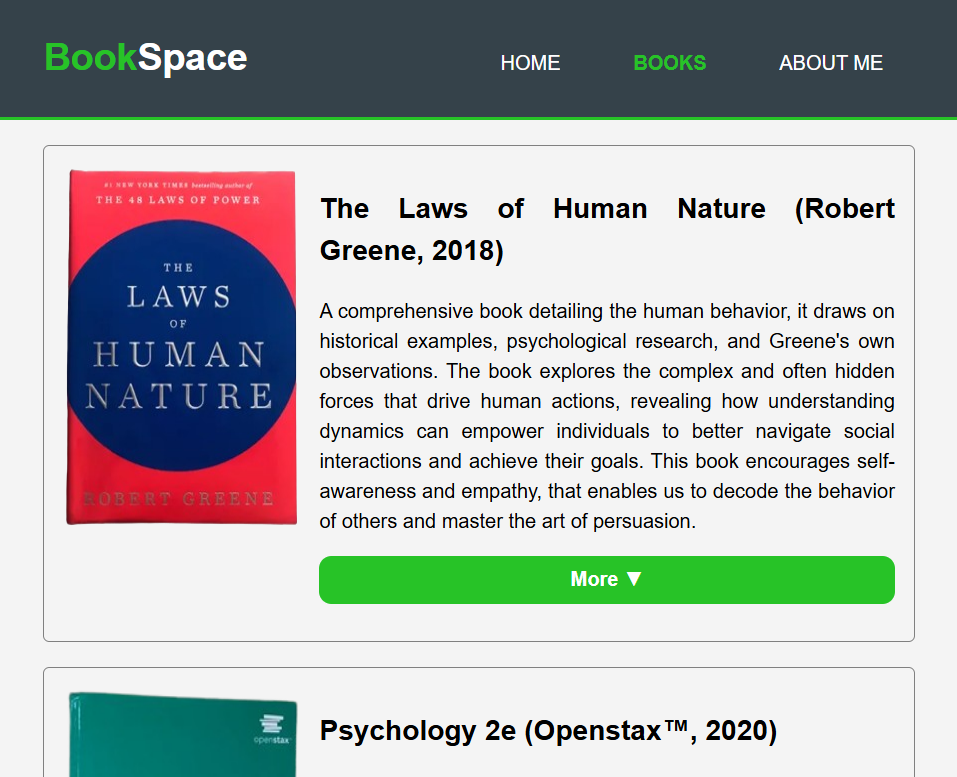 BookSpace
HOME BOOKS ABOUT ME
#1 NEW YORK TIMES bestselling author of
THE 48 LAWS OF POWER
THE
LAWS
OF
HUMAN
NATURE
ROBERT GREENE
The Laws of Human Nature (Robert
Greene, 2018)
A comprehensive book detailing the human behavior, it draws on
historical examples, psychological research, and Greene's own
observations. The book explores the complex and often hidden
forces that drive human actions, revealing how understanding
dynamics can empower individuals to better navigate social
interactions and achieve their goals. This book encourages self-
awareness and empathy, that enables us to decode the behavior
of others and master the art of persuasion.
More ▼
openstax™
Psychology 2e (Openstax™, 2020)